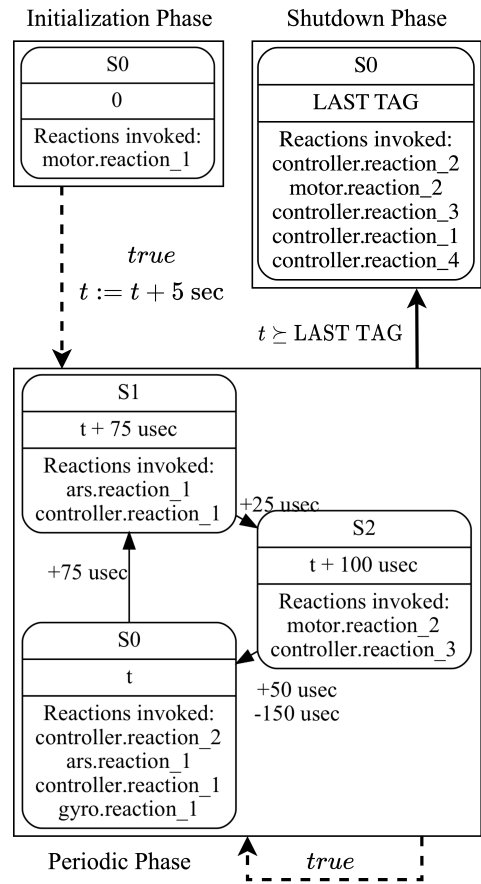 Initialization Phase
S0
0
Reactions invoked:
motor.reaction_1
Shutdown Phase
S0
LAST TAG
Reactions invoked:
controller.reaction_2
motor.reaction_2
controller.reaction_3
controller.reaction_1
controller.reaction_4
true
t := t + 5 sec
t ⪰ LAST TAG
S1
t + 75 usec
Reactions invoked:
ars.reaction_1
controller.reaction_1
+25 usec
S2
t + 100 usec
Reactions invoked:
motor.reaction_2
controller.reaction_3
+75 usec
S0
t
Reactions invoked:
controller.reaction_2
ars.reaction_1
controller.reaction_1
gyro.reaction_1
+50 usec
-150 usec
Periodic Phase
true